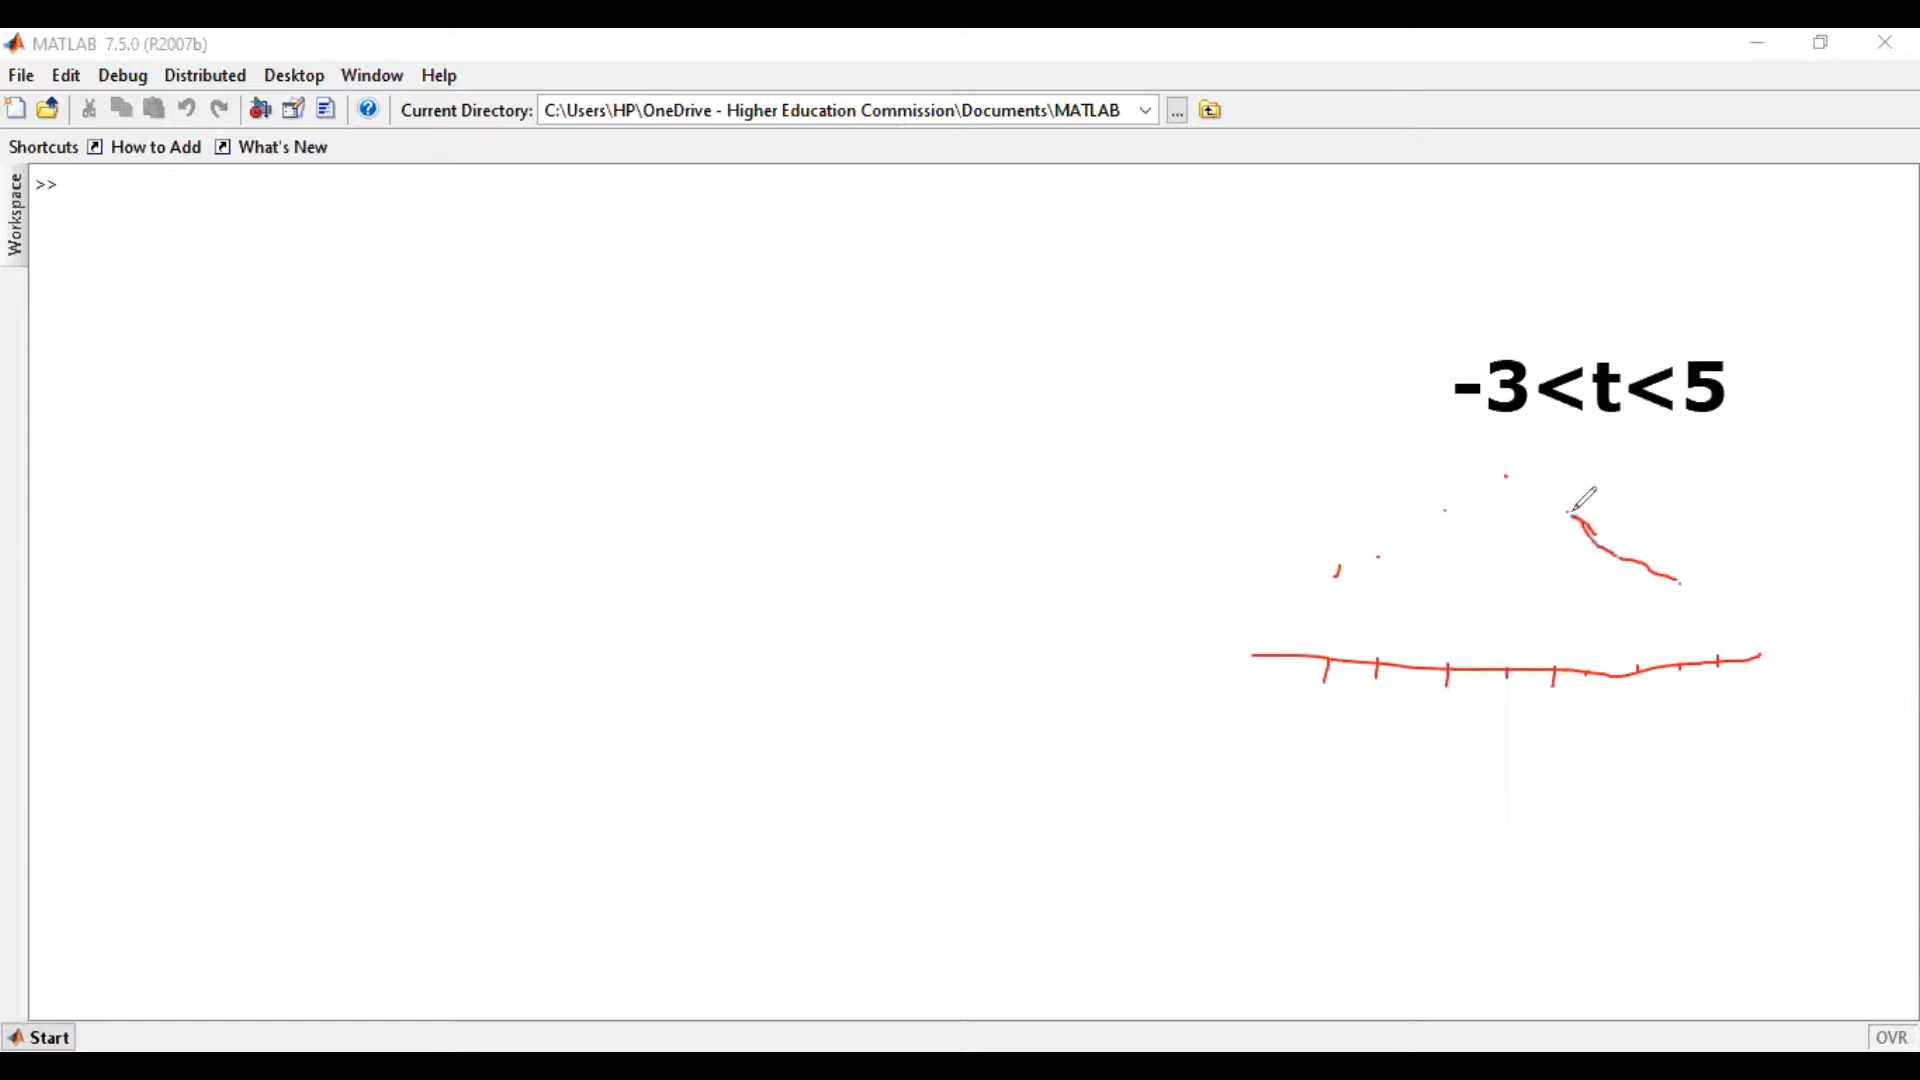 MATLAB 7.5.0 (R2007b)
File Edit Debug Distributed Desktop Window Help
Current Directory: C:\Users\HP\OneDrive - Higher Education Commission\Documents\MATLAB ...
Shortcuts How to Add What's New
Workspace
>>
-3<t<5
Start
OVR